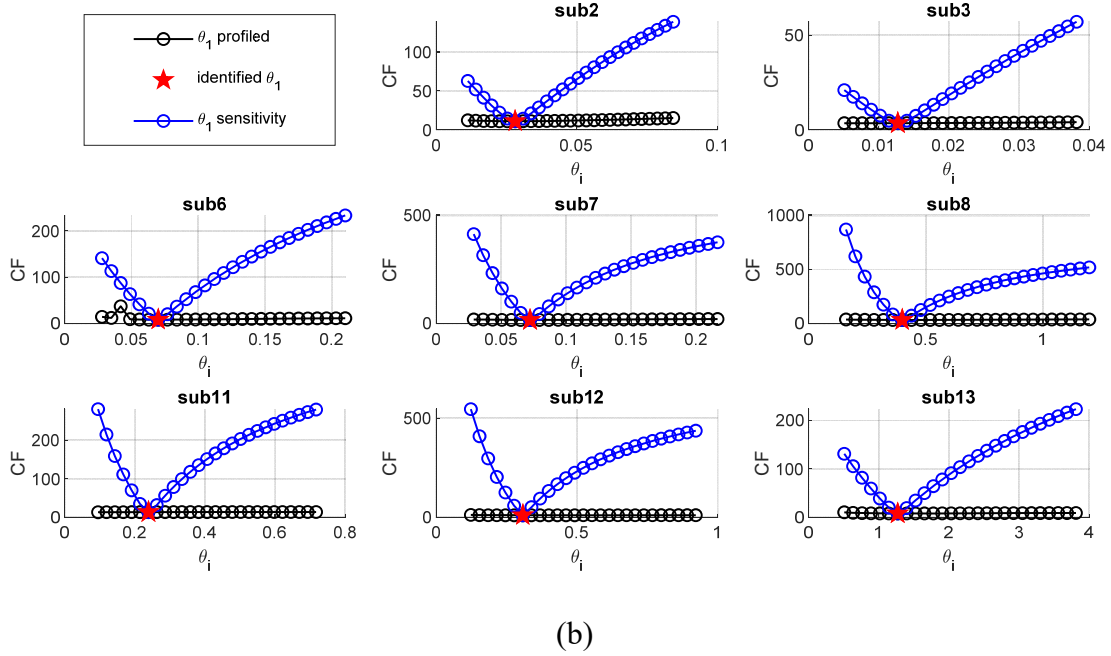 θ1 profiled
identified θ1
θ1 sensitivity
sub2
CF
100
50
0
0 0.05 0.1
θi
sub3
CF
50
0
0 0.01 0.02 0.03 0.04
θi
sub6
CF
200
100
0
0 0.05 0.1 0.15 0.2
θi
sub7
CF
500
0
0 0.05 0.1 0.15 0.2
θi
sub8
CF
1000
500
0
0 0.5 1
θi
sub11
CF
200
100
0
0 0.2 0.4 0.6 0.8
θi
sub12
CF
500
0
0 0.5 1
θi
sub13
CF
200
100
0
0 1 2 3 4
θi
(b)